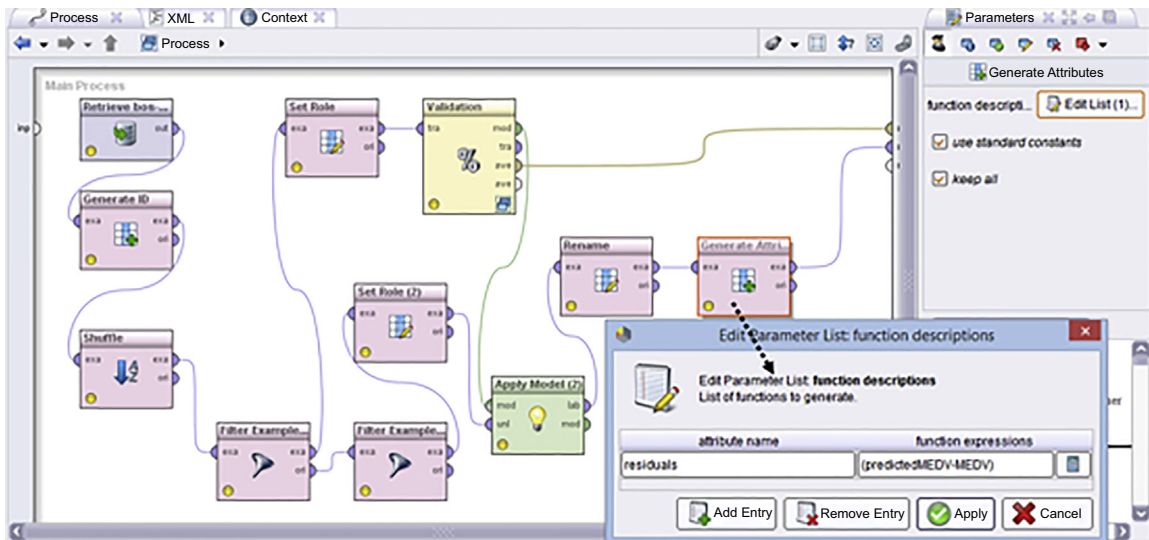 Process
XML
Context
Parameters
Process
Generate Attributes
Main Process
function descripti...
Edit List (1)...
use standard constants
keep all
inp
Retrieve bos-...
out
Set Role
exa
exa
ori
Validation
tra
mod
tra
ave
ave
Generate ID
exa
exa
ori
Rename
exa
exa
ori
Generate Attri...
exa
exa
ori
Set Role (2)
exa
exa
ori
Shuffle
exa
exa
ori
Apply Model (2)
mod
lab
unl
mod
Filter Example...
exa
exa
ori
Filter Example...
exa
exa
ori
Edit Parameter List: function descriptions
Edit Parameter List: function descriptions
List of functions to generate.
attribute name
function expressions
residuals
(predictedMEDV-MEDV)
Add Entry
Remove Entry
Apply
Cancel